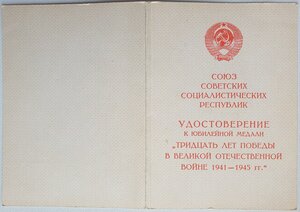 СОЮЗ
СОВЕТСКИХ
СОЦИАЛИСТИЧЕСКИХ
РЕСПУБЛИК
УДОСТОВЕРЕНИЕ
К ЮБИЛЕЙНОЙ МЕДАЛИ
„ТРИДЦАТЬ ЛЕТ ПОБЕДЫ
В ВЕЛИКОЙ ОТЕЧЕСТВЕННОЙ
ВОЙНЕ 1941—1945 гг.“